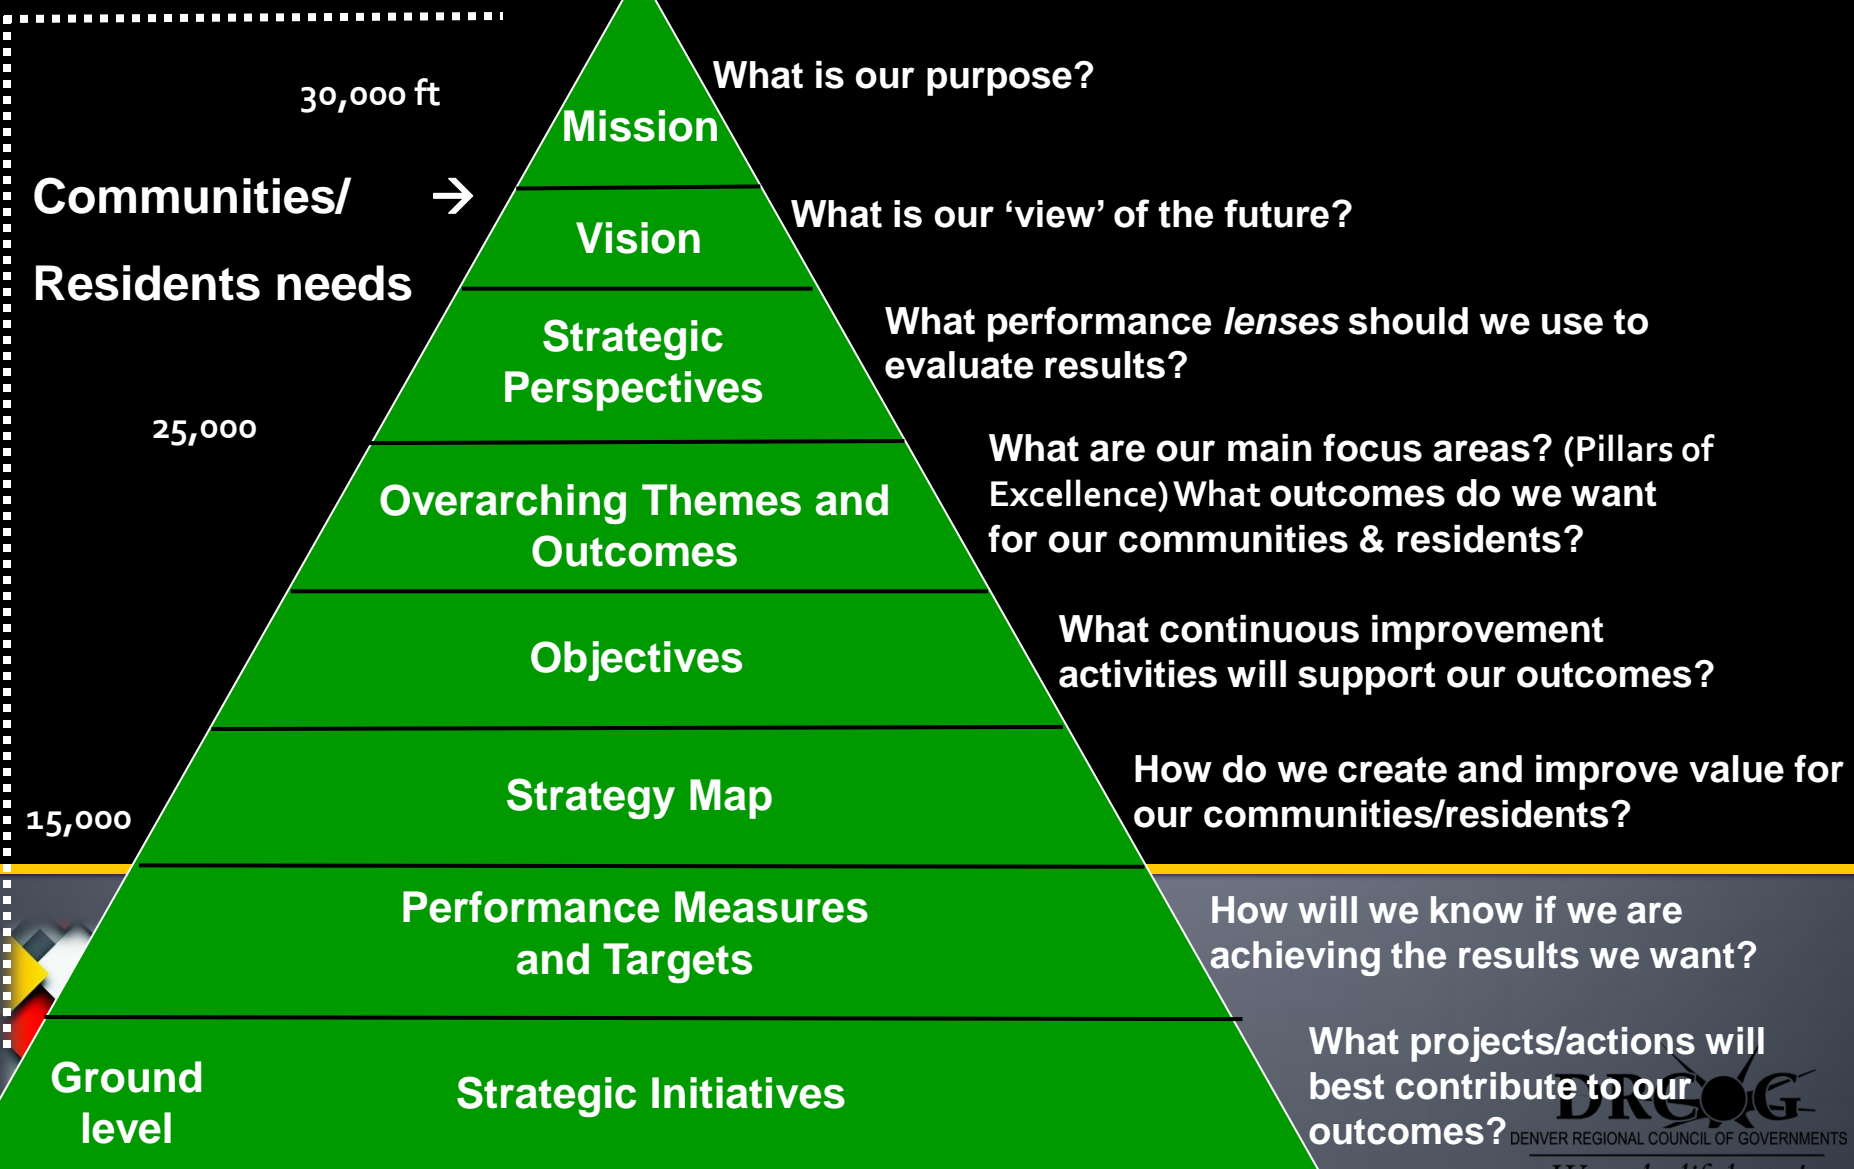 What is our purpose?
30,000 ft
Mission
Communities/ →
Residents needs
What is our ‘view’ of the future?
Vision
Strategic
Perspectives
What performance lenses should we use to
evaluate results?
25,000
Overarching Themes and
Outcomes
What are our main focus areas? (Pillars of
Excellence) What outcomes do we want
for our communities & residents?
Objectives
What continuous improvement
activities will support our outcomes?
Strategy Map
How do we create and improve value for
our communities/residents?
15,000
Performance Measures
and Targets
How will we know if we are
achieving the results we want?
Ground
level
Strategic Initiatives
What projects/actions will
best contribute to our
outcomes?
DRCOG
DENVER REGIONAL COUNCIL OF GOVERNMENTS